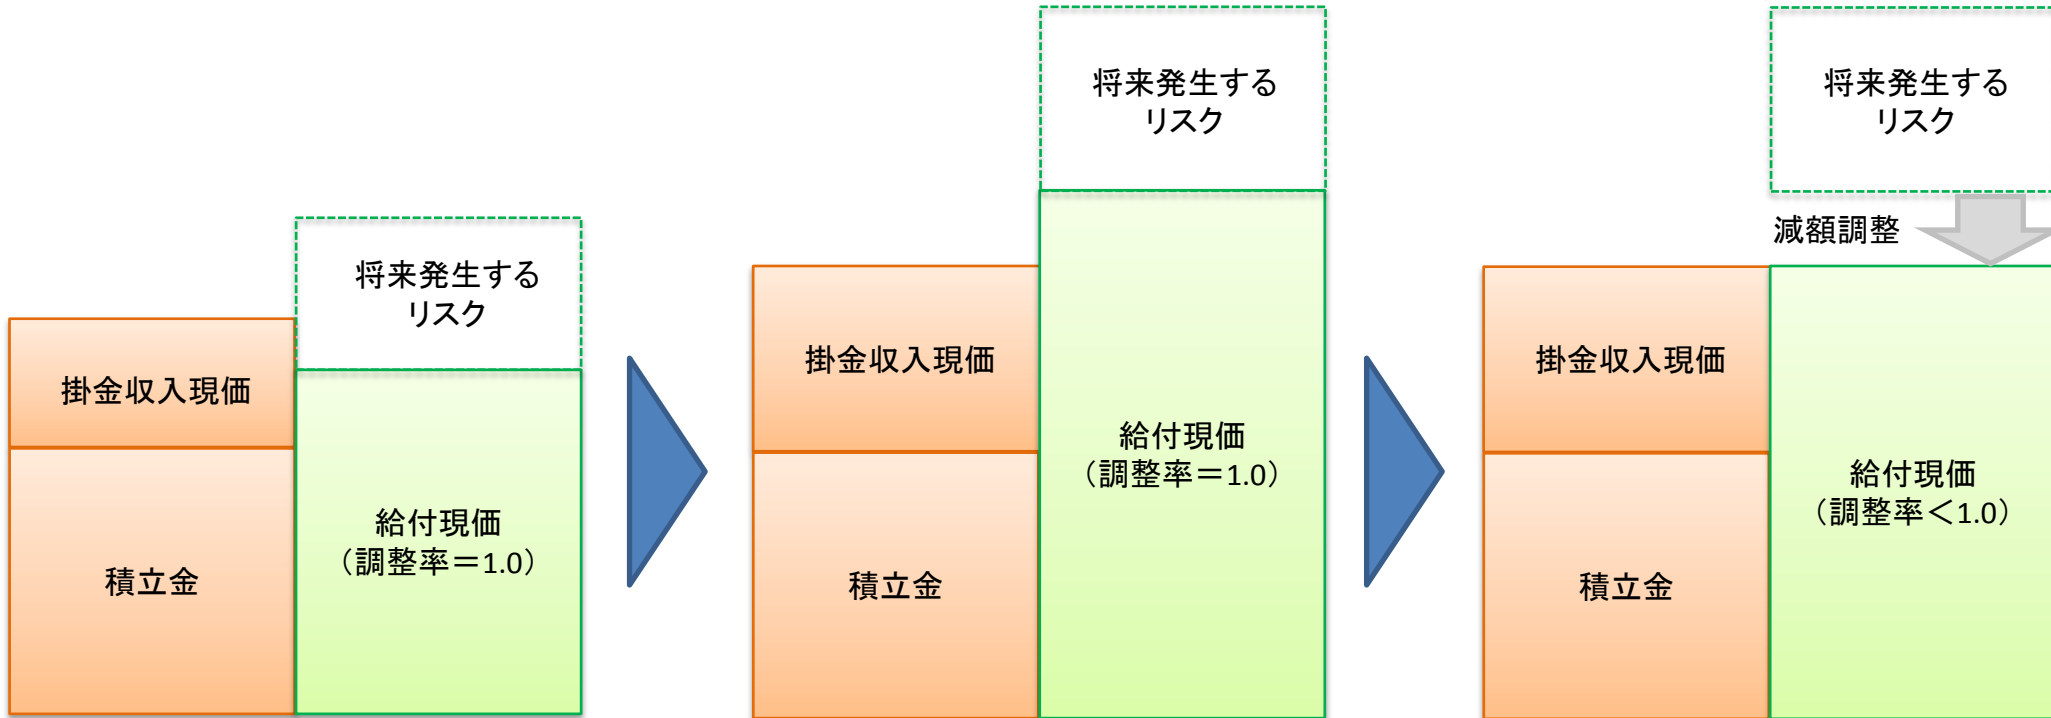 将来発生する
リスク
掛金収入現価
積立金
給付現価
（調整率＝1.0）
将来発生する
リスク
掛金収入現価
積立金
給付現価
（調整率＝1.0）
将来発生する
リスク
減額調整
掛金収入現価
積立金
給付現価
（調整率＜1.0）